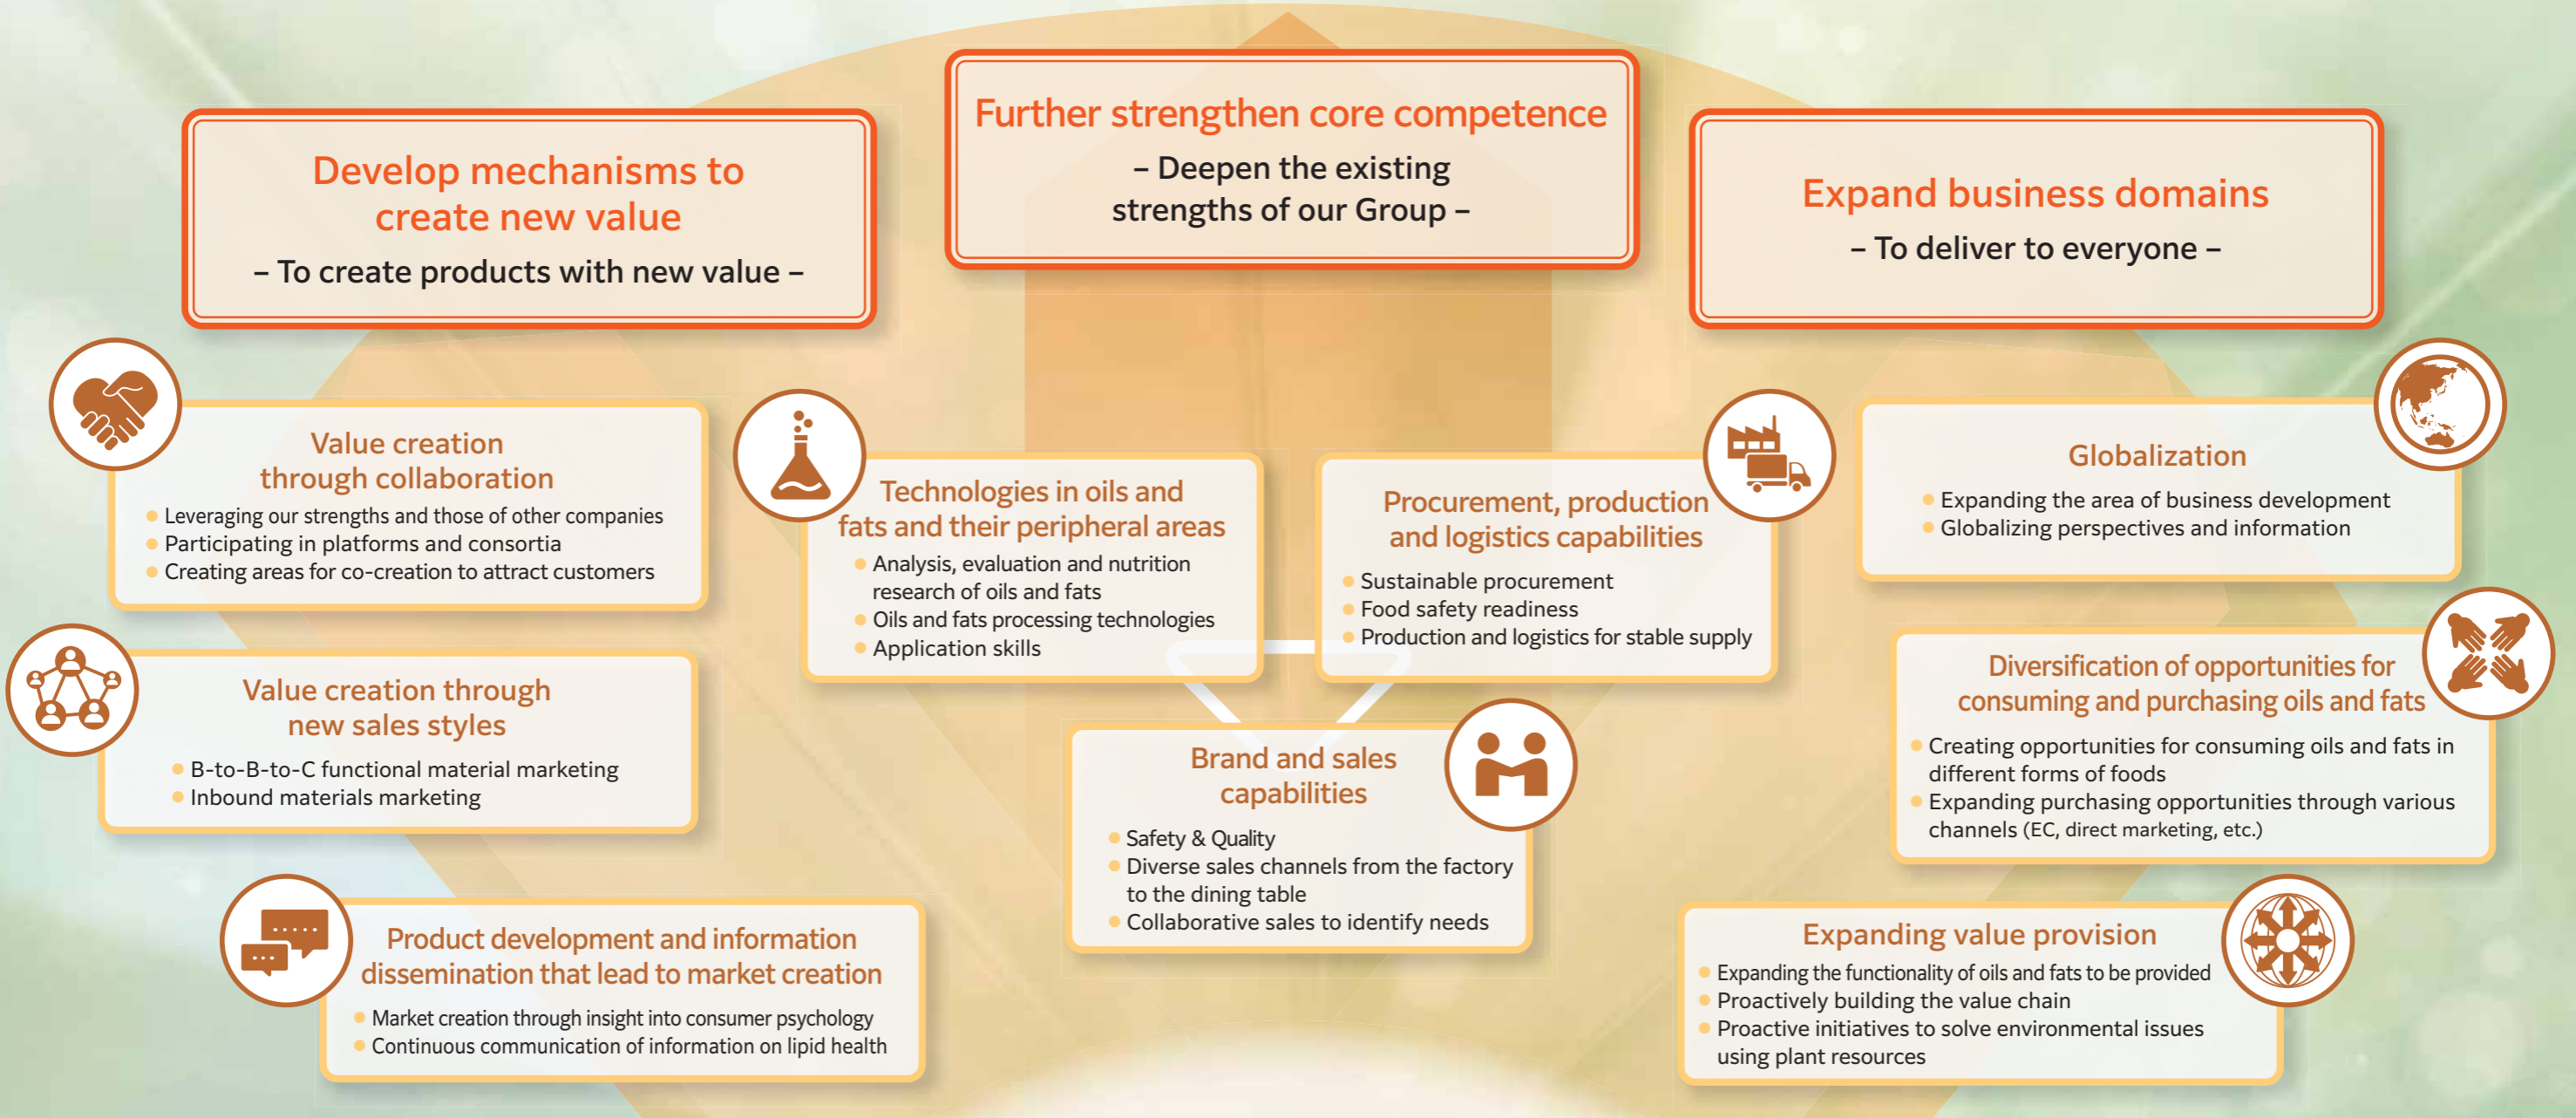 Develop mechanisms to
create new value
– To create products with new value –
Further strengthen core competence
– Deepen the existing
strengths of our Group –
Expand business domains
– To deliver to everyone –
Value creation
through collaboration
● Leveraging our strengths and those of other companies
● Participating in platforms and consortia
● Creating areas for co-creation to attract customers
Value creation through
new sales styles
● B-to-B-to-C functional material marketing
● Inbound materials marketing
Product development and information
dissemination that lead to market creation
● Market creation through insight into consumer psychology
● Continuous communication of information on lipid health
Technologies in oils and
fats and their peripheral areas
● Analysis, evaluation and nutrition
research of oils and fats
● Oils and fats processing technologies
● Application skills
Procurement, production
and logistics capabilities
● Sustainable procurement
● Food safety readiness
● Production and logistics for stable supply
Brand and sales
capabilities
● Safety & Quality
● Diverse sales channels from the factory
to the dining table
● Collaborative sales to identify needs
Globalization
● Expanding the area of business development
● Globalizing perspectives and information
Diversification of opportunities for
consuming and purchasing oils and fats
● Creating opportunities for consuming oils and fats in
different forms of foods
● Expanding purchasing opportunities through various
channels (EC, direct marketing, etc.)
Expanding value provision
● Expanding the functionality of oils and fats to be provided
● Proactively building the value chain
● Proactive initiatives to solve environmental issues
using plant resources